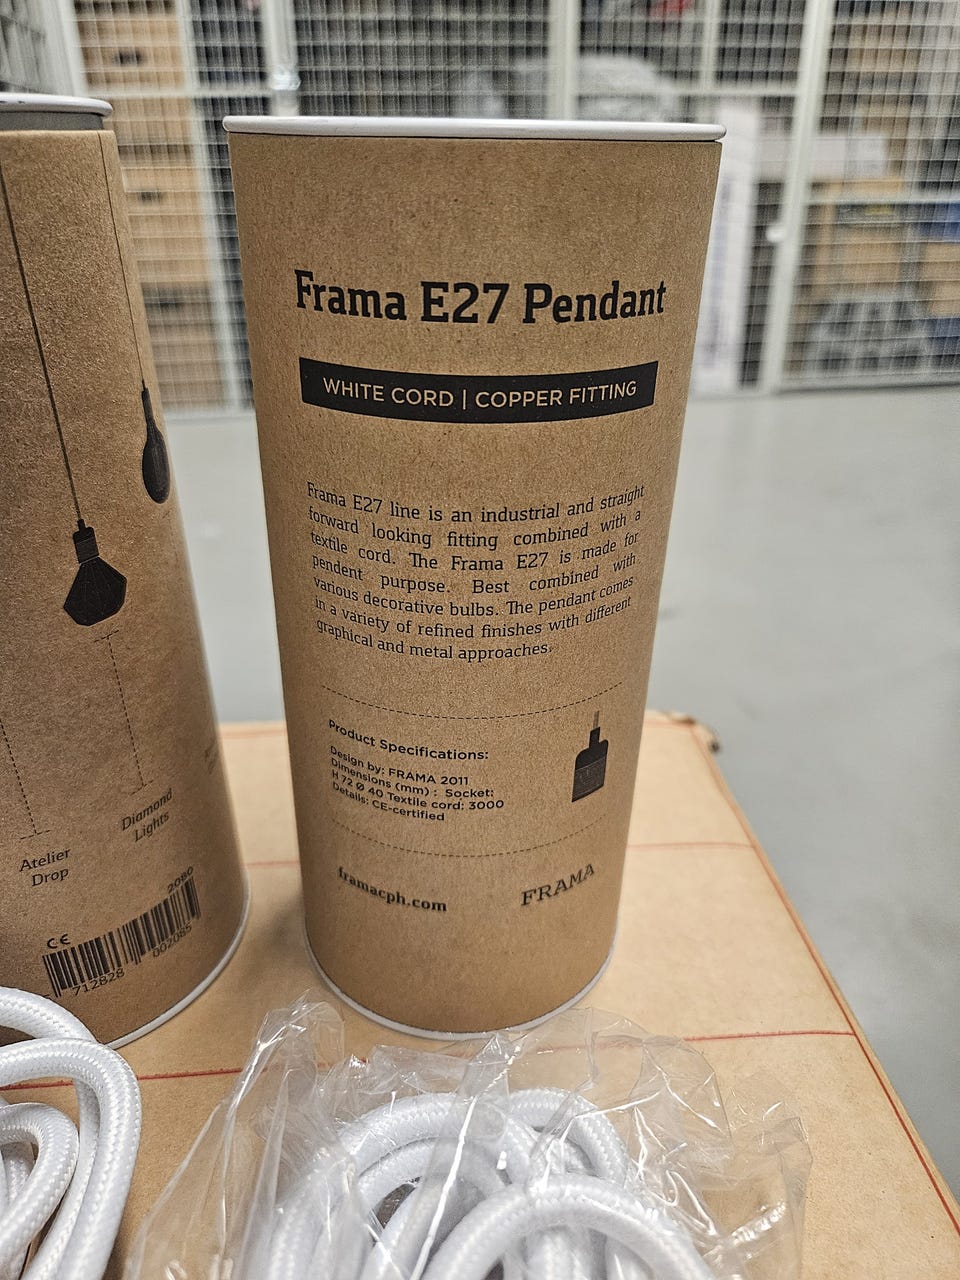 Frama E27 Pendant
WHITE CORD | COPPER FITTING
Frama E27 line is an industrial and straight
forward looking fitting combined with a
textile cord. The Frama E27 is made for
pendent purpose. Best combined with
various decorative bulbs. The pendant comes
in a variety of refined finishes with different
graphical and metal approaches.
Product Specifications:
Design by: FRAMA 2011
Dimensions (mm) : Socket:
H 72 Ø 40 Textile cord: 3000
Details: CE-certified
framacph.com
FRAMA
Atelier
Drop
Diamond
Lights
CE
2080
712828
002085